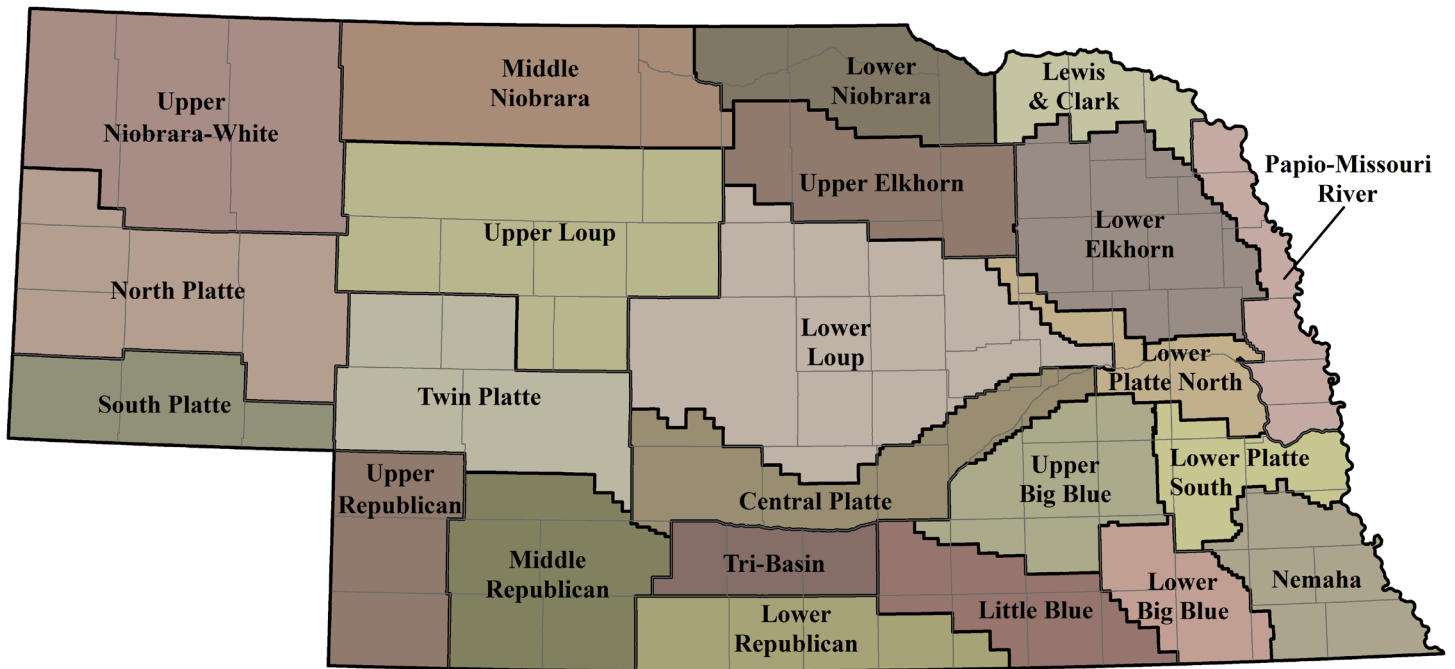 Upper
Niobrara-White
Middle
Niobrara
Lower
Niobrara
Lewis
& Clark
Papio-Missouri
River
Upper Elkhorn
Lower
Elkhorn
Upper Loup
North Platte
Lower
Loup
Lower
Platte North
South Platte
Twin Platte
Upper
Republican
Central Platte
Upper
Big Blue
Lower Platte
South
Middle
Republican
Tri-Basin
Lower
Republican
Little Blue
Lower
Big Blue
Nemaha